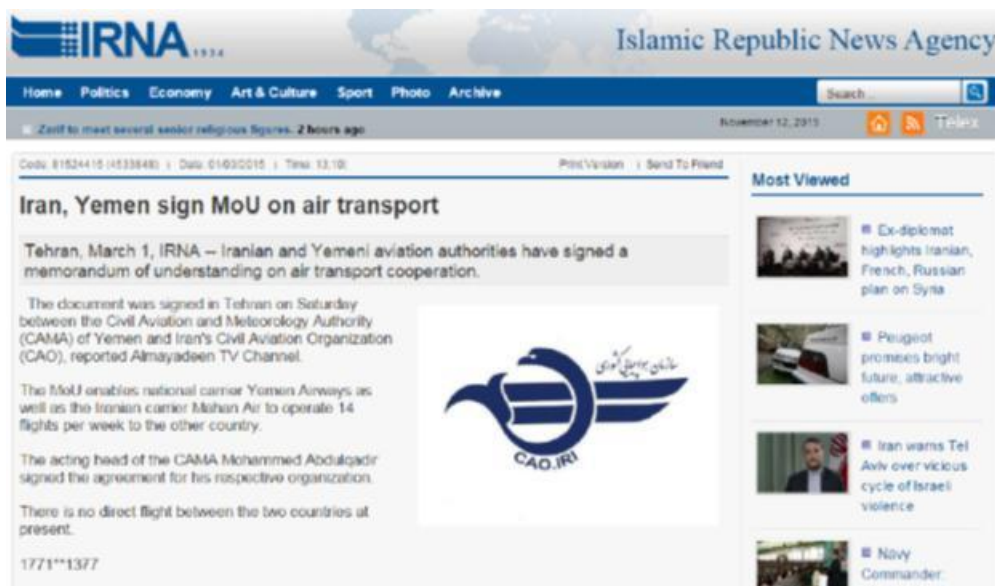 IRNA 1934
Islamic Republic News Agency
Home Politics Economy Art & Culture Sport Photo Archive
Search...
Zarif to meet several senior religious figures. 2 hours ago
November 12, 2015
Telex
Code: 81524415 (4533848) | Date: 01/03/2015 | Time: 13:19|
Print Version | Send To Friend
Iran, Yemen sign MoU on air transport
Tehran, March 1, IRNA – Iranian and Yemeni aviation authorities have signed a
memorandum of understanding on air transport cooperation.
The document was signed in Tehran on Saturday
between the Civil Aviation and Meteorology Authority
(CAMA) of Yemen and Iran's Civil Aviation Organization
(CAO), reported Almayadeen TV Channel.
The MoU enables national carrier Yemen Airways as
well as the Iranian carrier Mahan Air to operate 14
flights per week to the other country.
The acting head of the CAMA Mohammed Abdulqadir
signed the agreement for his respective organization.
There is no direct flight between the two countries at
present.
1771**1377
سازمان هواپیمایی کشوری
CAO.IRI
Most Viewed
Ex-diplomat
highlights Iranian,
French, Russian
plan on Syria
Peugeot
promises bright
future, attractive
offers
Iran warns Tel
Aviv over vicious
cycle of Israeli
violence
Navy
Commander: